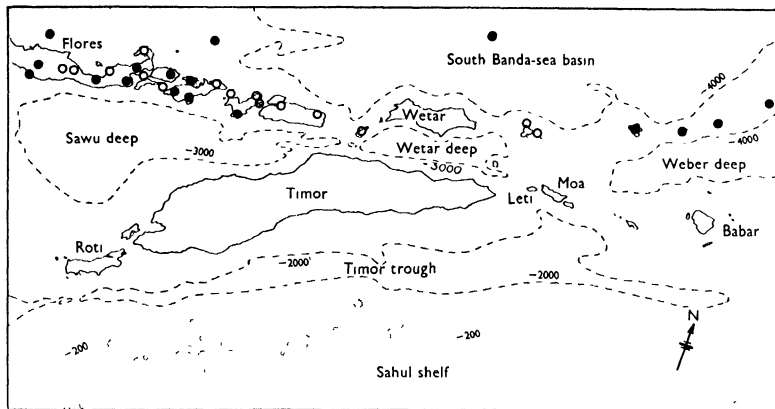 Flores
South Banda-sea basin
4000
Wetar
Sawu deep
-3000
Wetar deep
-3000
4000
Weber deep
Timor
Leti
Moa
Babar
Roti
-2000
Timor trough
-2000
N
-200
-200
Sahul shelf